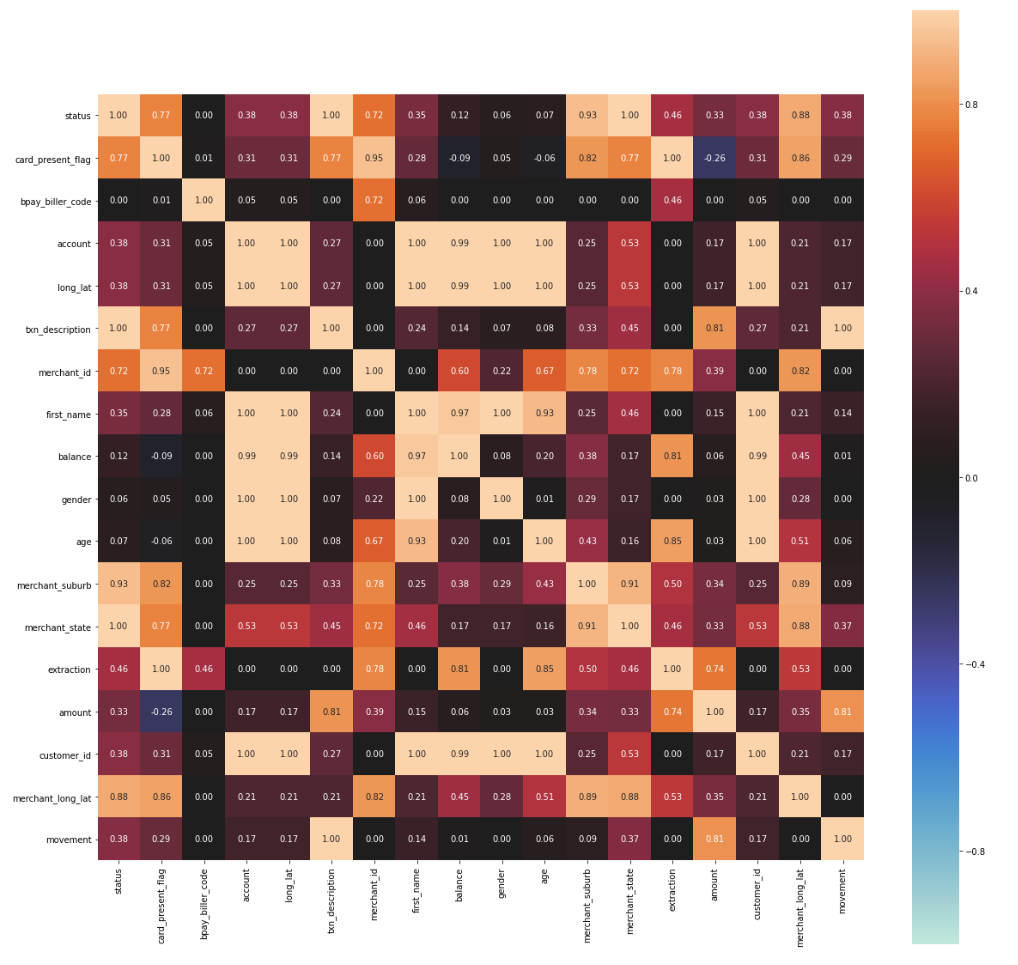 status 1.00 0.77 0.00 0.38 0.38 1.00 0.72 0.35 0.12 0.06 0.07 0.93 1.00 0.46 0.33 0.38 0.88 0.38
card_present_flag 0.77 1.00 0.01 0.31 0.31 0.77 0.95 0.28 -0.09 0.05 -0.06 0.82 0.77 1.00 -0.26 0.31 0.86 0.29
bpay_biller_code 0.00 0.01 1.00 0.05 0.05 0.00 0.72 0.06 0.00 0.00 0.00 0.00 0.00 0.46 0.00 0.05 0.00 0.00
account 0.38 0.31 0.05 1.00 1.00 0.27 0.00 1.00 0.99 1.00 1.00 0.25 0.53 0.00 0.17 1.00 0.21 0.17
long_lat 0.38 0.31 0.05 1.00 1.00 0.27 0.00 1.00 0.99 1.00 1.00 0.25 0.53 0.00 0.17 1.00 0.21 0.17
txn_description 1.00 0.77 0.00 0.27 0.27 1.00 0.00 0.24 0.14 0.07 0.08 0.33 0.45 0.00 0.81 0.27 0.21 1.00
merchant_id 0.72 0.95 0.72 0.00 0.00 0.00 1.00 0.00 0.60 0.22 0.67 0.78 0.72 0.78 0.39 0.00 0.82 0.00
first_name 0.35 0.28 0.06 1.00 1.00 0.24 0.00 1.00 0.97 1.00 0.93 0.25 0.46 0.00 0.15 1.00 0.21 0.14
balance 0.12 -0.09 0.00 0.99 0.99 0.14 0.60 0.97 1.00 0.08 0.20 0.38 0.17 0.81 0.06 0.99 0.45 0.01
gender 0.06 0.05 0.00 1.00 1.00 0.07 0.22 1.00 0.08 1.00 0.01 0.29 0.17 0.00 0.03 1.00 0.28 0.00
age 0.07 -0.06 0.00 1.00 1.00 0.08 0.67 0.93 0.20 0.01 1.00 0.43 0.16 0.85 0.03 1.00 0.51 0.06
merchant_suburb 0.93 0.82 0.00 0.25 0.25 0.33 0.78 0.25 0.38 0.29 0.43 1.00 0.91 0.50 0.34 0.25 0.89 0.09
merchant_state 1.00 0.77 0.00 0.53 0.53 0.45 0.72 0.46 0.17 0.17 0.16 0.91 1.00 0.46 0.33 0.53 0.88 0.37
extraction 0.46 1.00 0.46 0.00 0.00 0.00 0.78 0.00 0.81 0.00 0.85 0.50 0.46 1.00 0.74 0.00 0.53 0.00
amount 0.33 -0.26 0.00 0.17 0.17 0.81 0.39 0.15 0.06 0.03 0.03 0.34 0.33 0.74 1.00 0.17 0.35 0.81
customer_id 0.38 0.31 0.05 1.00 1.00 0.27 0.00 1.00 0.99 1.00 1.00 0.25 0.53 0.00 0.17 1.00 0.21 0.17
merchant_long_lat 0.88 0.86 0.00 0.21 0.21 0.21 0.82 0.21 0.45 0.28 0.51 0.89 0.88 0.53 0.35 0.21 1.00 0.00
movement 0.38 0.29 0.00 0.17 0.17 1.00 0.00 0.14 0.01 0.00 0.06 0.09 0.37 0.00 0.81 0.17 0.00 1.00
status
card_present_flag
bpay_biller_code
account
long_lat
txn_description
merchant_id
first_name
balance
gender
age
merchant_suburb
merchant_state
extraction
amount
customer_id
merchant_long_lat
movement
0.8
0.4
0.0
−0.4
−0.8